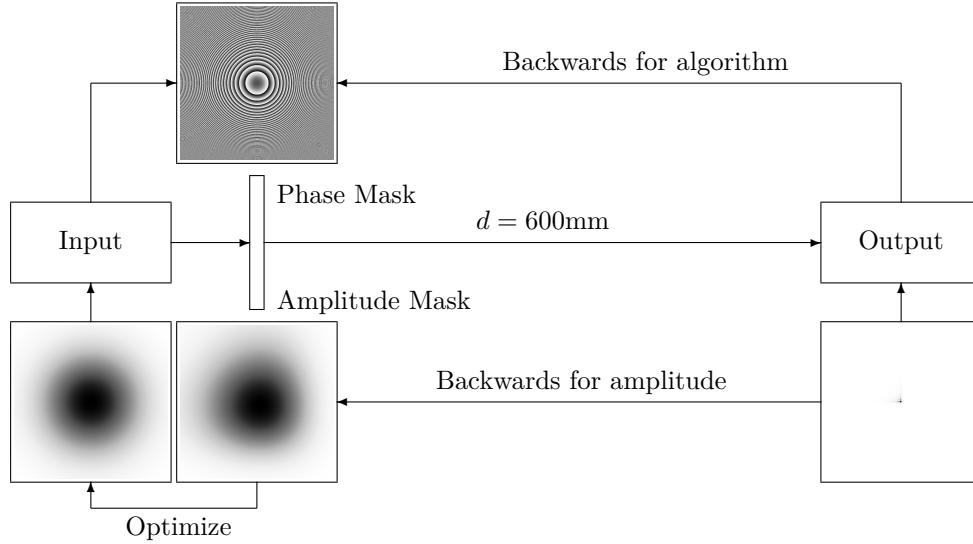 Backwards for algorithm
Phase Mask
Input
d = 600mm
Output
Amplitude Mask
Backwards for amplitude
Optimize